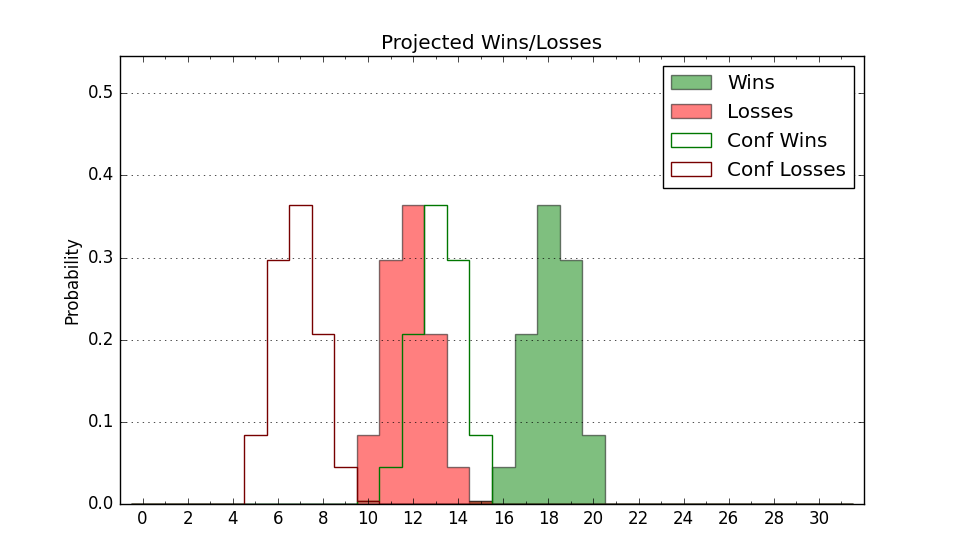 Projected Wins/Losses
Wins
Losses
Conf Wins
Conf Losses
Probability
0.5
0.4
0.3
0.2
0.1
0.0
0 2 4 6 8 10 12 14 16 18 20 22 24 26 28 30